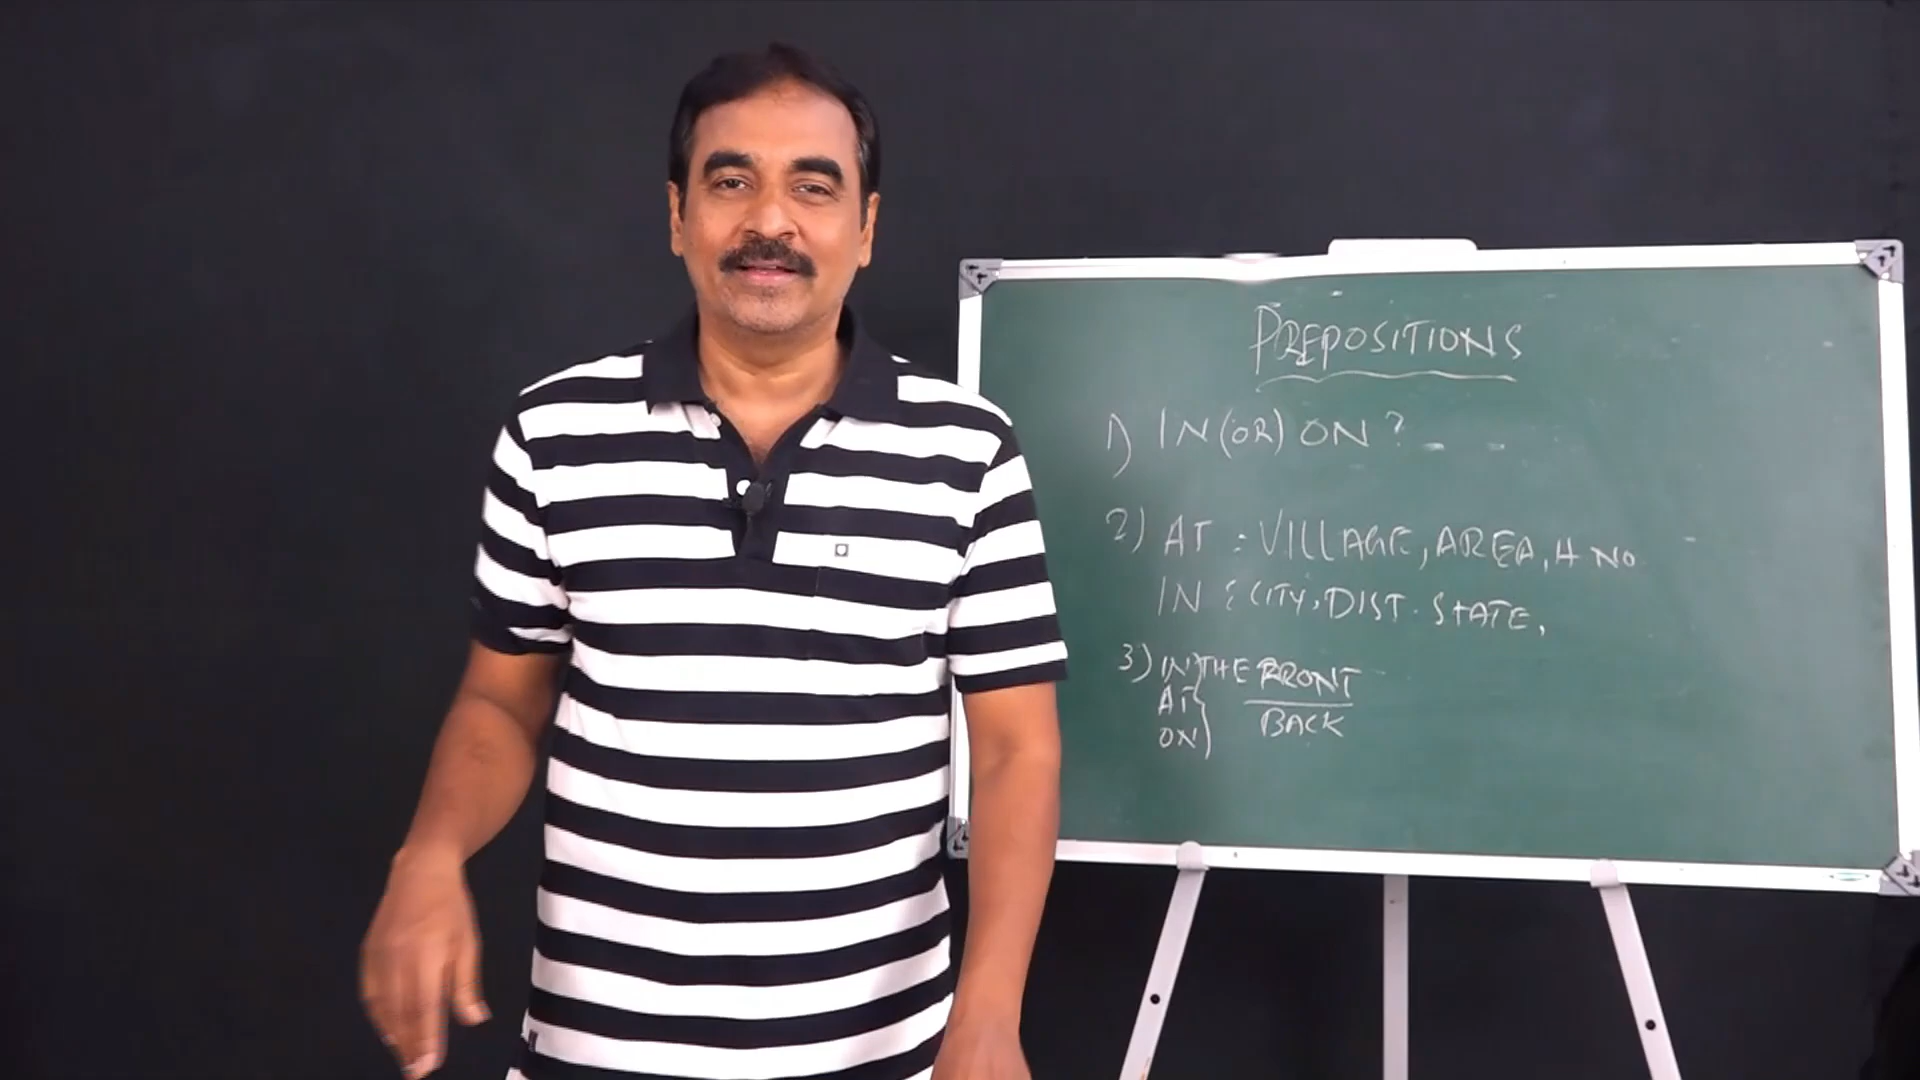 PREPOSITIONS
1) IN (OR) ON ?
2) AT : VILLAGE, AREA, H NO
IN : CITY, DIST. STATE,
3) IN THE FRONT
AT
BACK
ON